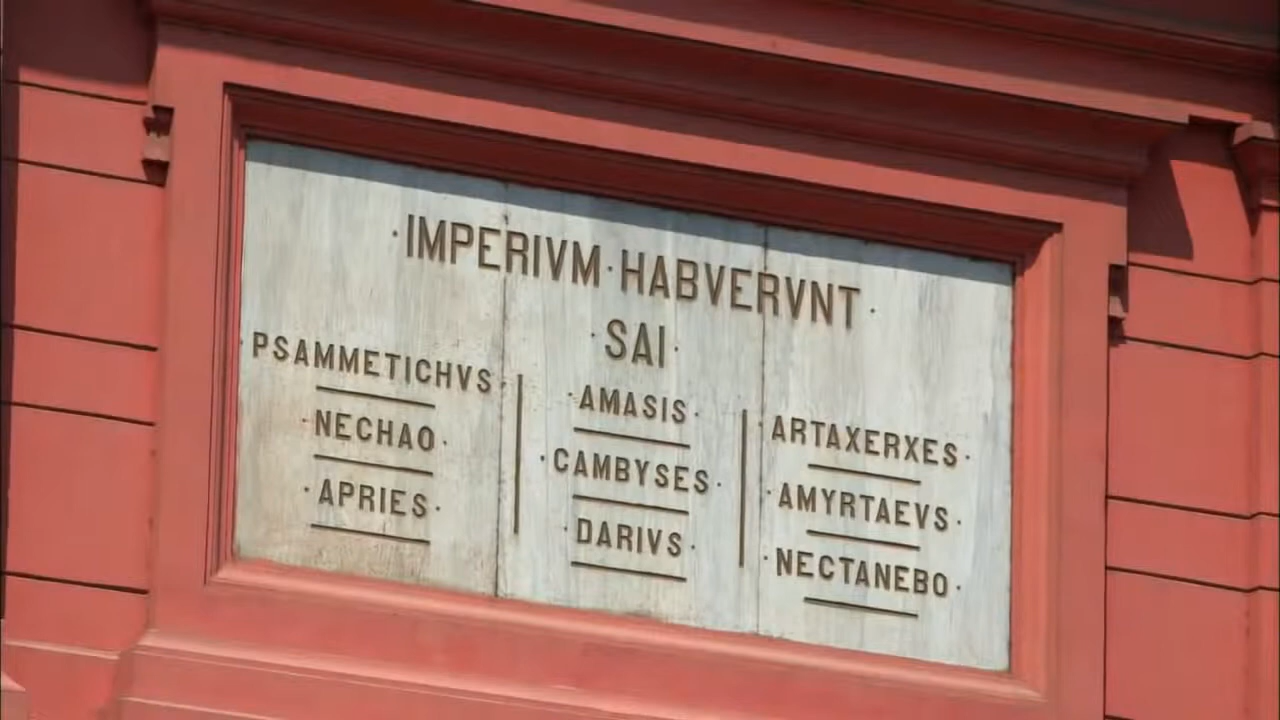 ·IMPERIVM·HABVERVNT·
·SAI·
·PSAMMETICHVS·
·NECHAO·
·APRIES·
·AMASIS·
·CAMBYSES·
·DARIVS·
·ARTAXERXES·
·AMYRTAEVS·
·NECTANEBO·